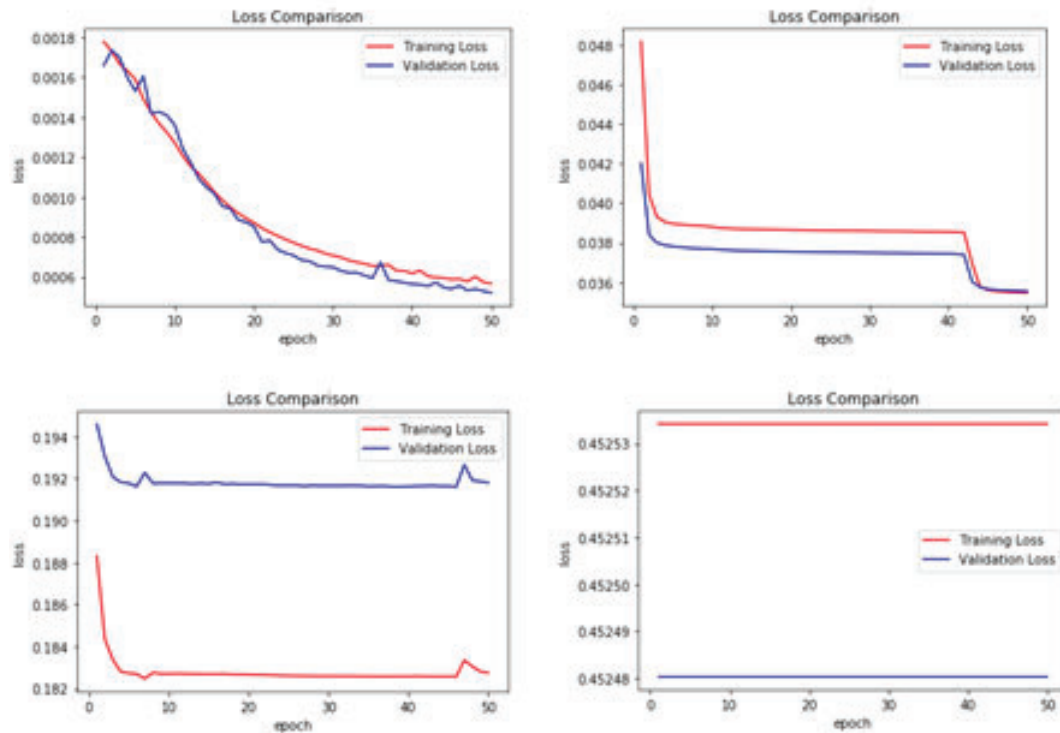 Loss Comparison
0.0018
0.0016
0.0014
0.0012
0.0010
0.0008
0.0006
loss
Training Loss
Validation Loss
0 10 20 30 40 50
epoch
Loss Comparison
0.048
0.046
0.044
0.042
0.040
0.038
0.036
loss
Training Loss
Validation Loss
0 10 20 30 40 50
epoch
Loss Comparison
0.194
0.192
0.190
0.188
0.186
0.184
0.182
loss
Training Loss
Validation Loss
0 10 20 30 40 50
epoch
Loss Comparison
0.45253
0.45252
0.45251
0.45250
0.45249
0.45248
loss
Training Loss
Validation Loss
0 10 20 30 40 50
epoch